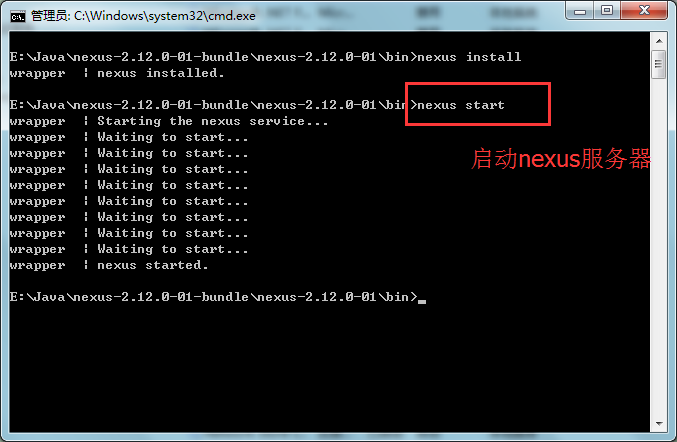 管理员: C:\Windows\system32\cmd.exe
E:\Java\nexus-2.12.0-01-bundle\nexus-2.12.0-01\bin>nexus install
wrapper  | nexus installed.
E:\Java\nexus-2.12.0-01-bundle\nexus-2.12.0-01\bin>nexus start
wrapper  | Starting the nexus service...
wrapper  | Waiting to start...
wrapper  | Waiting to start...
wrapper  | Waiting to start...
wrapper  | Waiting to start...
wrapper  | Waiting to start...
wrapper  | Waiting to start...
wrapper  | Waiting to start...
wrapper  | Waiting to start...
wrapper  | nexus started.
启动nexus服务器
E:\Java\nexus-2.12.0-01-bundle\nexus-2.12.0-01\bin>_